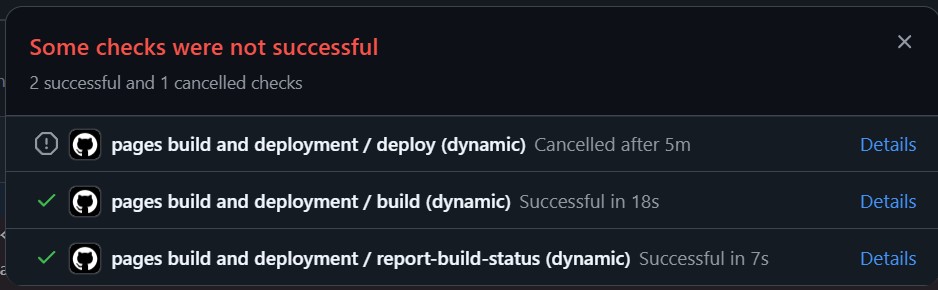 Some checks were not successful
2 successful and 1 cancelled checks
pages build and deployment / deploy (dynamic) Cancelled after 5m Details
pages build and deployment / build (dynamic) Successful in 18s Details
pages build and deployment / report-build-status (dynamic) Successful in 7s Details